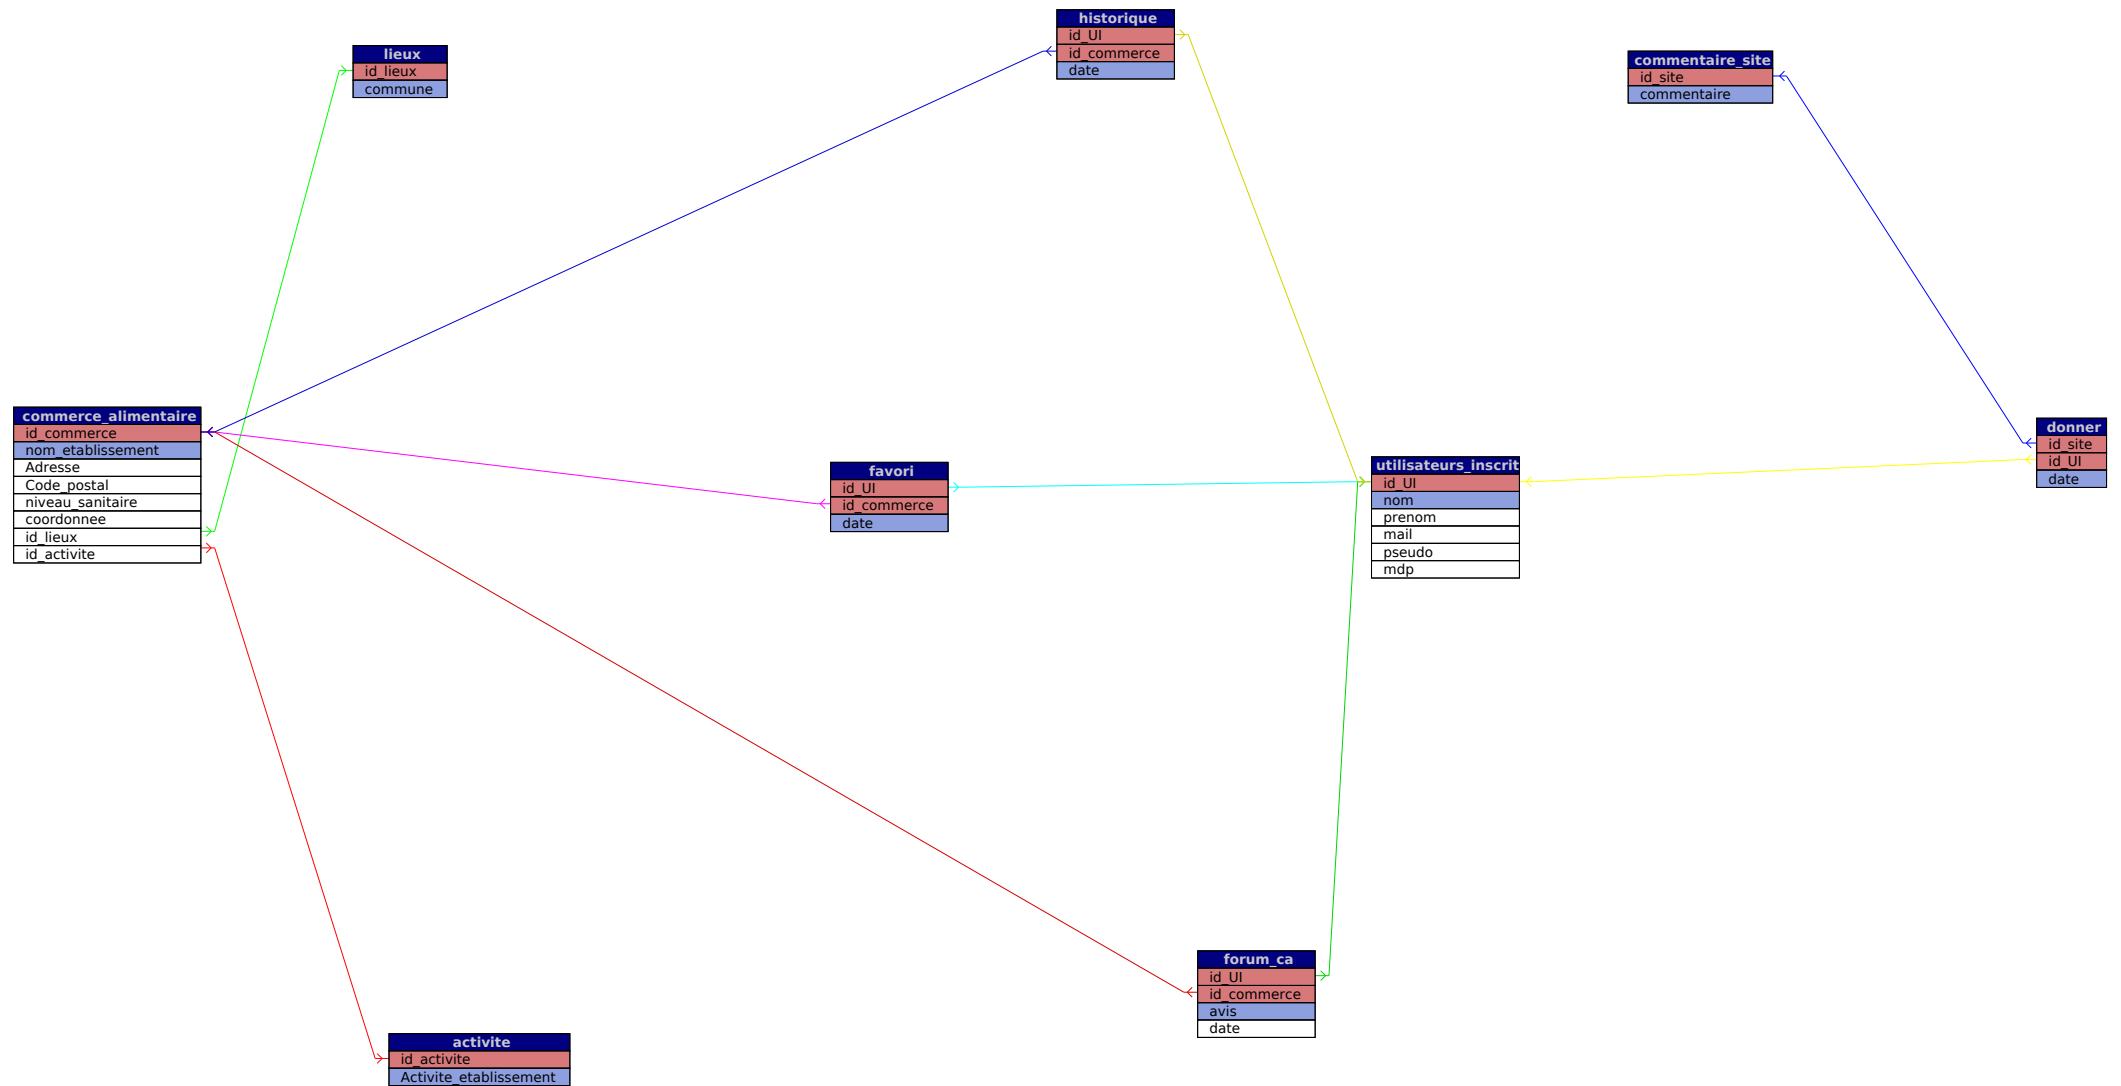 historique
id_UI
id_commerce
date
lieux
id_lieux
commune
commentaire_site
id_site
commentaire
commerce_alimentaire
id_commerce
nom_etablissement
Adresse
Code_postal
niveau_sanitaire
coordonnee
id_lieux
id_activite
favori
id_UI
id_commerce
date
utilisateurs_inscrit
id_UI
nom
prenom
mail
pseudo
mdp
donner
id_site
id_UI
date
forum_ca
id_UI
id_commerce
avis
date
activite
id_activite
Activite_etablissement